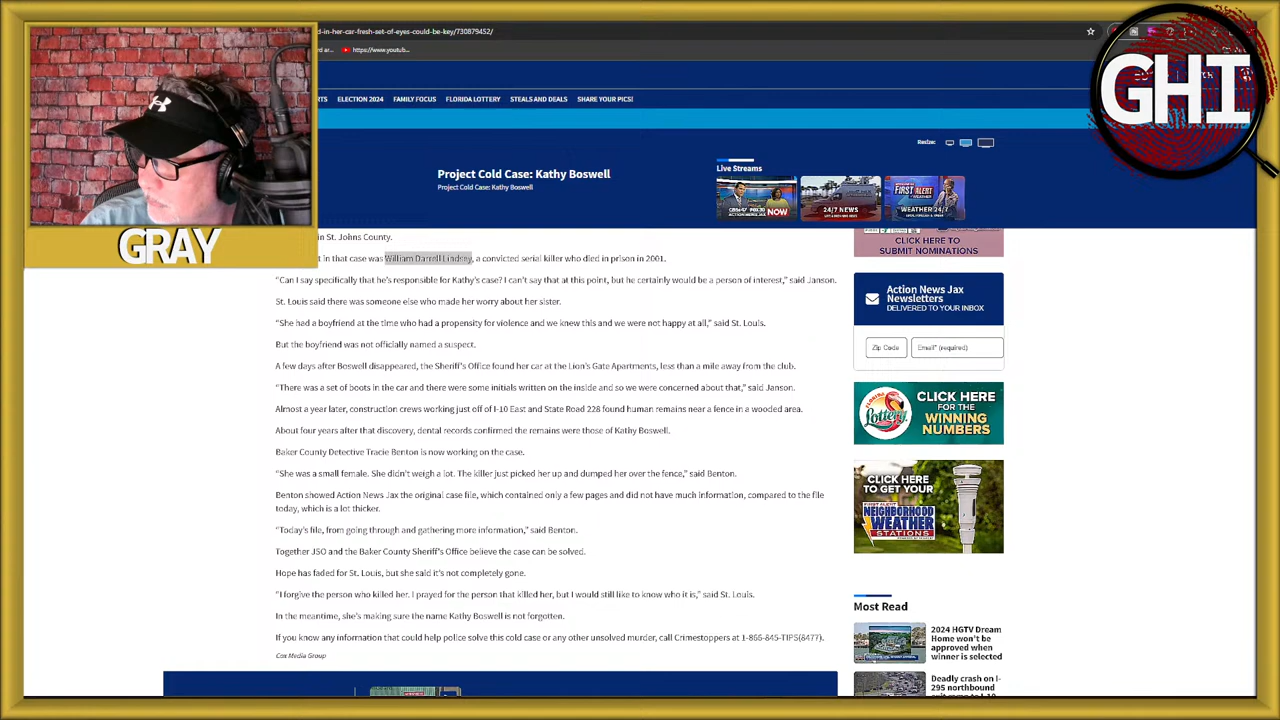 d-in-her-car-fresh-set-of-eyes-could-be-key/730879452/
rd ar... https://www.youtub...
GHI
RTS ELECTION 2024 FAMILY FOCUS FLORIDA LOTTERY STEALS AND DEALS SHARE YOUR PICS!
Resize:
Project Cold Case: Kathy Boswell
Project Cold Case: Kathy Boswell
Live Streams
ACTION NEWS JAX NOW
24/7 NEWS
FIRST ALERT
WEATHER 24/7
GRAY
in St. Johns County.
t in that case was William Darrell Lindsey, a convicted serial killer who died in prison in 2001.
“Can I say specifically that he's responsible for Kathy's case? I can't say that at this point, but he certainly would be a person of interest,” said Janson.
St. Louis said there was someone else who made her worry about her sister.
“She had a boyfriend at the time who had a propensity for violence and we knew this and we were not happy at all,” said St. Louis.
But the boyfriend was not officially named a suspect.
A few days after Boswell disappeared, the Sheriff's Office found her car at the Lion's Gate Apartments, less than a mile away from the club.
“There was a set of boots in the car and there were some initials written on the inside and so we were concerned about that,” said Janson.
Almost a year later, construction crews working just off of I-10 East and State Road 228 found human remains near a fence in a wooded area.
About four years after that discovery, dental records confirmed the remains were those of Kathy Boswell.
Baker County Detective Tracie Benton is now working on the case.
“She was a small female. She didn't weigh a lot. The killer just picked her up and dumped her over the fence,” said Benton.
Benton showed Action News Jax the original case file, which contained only a few pages and did not have much information, compared to the file
today, which is a lot thicker.
“Today's file, from going through and gathering more information,” said Benton.
Together JSO and the Baker County Sheriff's Office believe the case can be solved.
Hope has faded for St. Louis, but she said it's not completely gone.
“I forgive the person who killed her. I prayed for the person that killed her, but I would still like to know who it is,” said St. Louis.
In the meantime, she's making sure the name Kathy Boswell is not forgotten.
If you know any information that could help police solve this cold case or any other unsolved murder, call Crimestoppers at 1-866-845-TIPS(8477).
Cox Media Group
CLICK HERE
TO SUBMIT NOMINATIONS
Action News Jax
Newsletters
DELIVERED TO YOUR INBOX
Zip Code
Email* (required)
FLORIDA Lottery
CLICK HERE
FOR THE
WINNING
NUMBERS
CLICK HERE
TO GET YOUR
FIRST ALERT
NEIGHBORHOOD
WEATHER
STATIONS
Most Read
2024 HGTV Dream
Home won't be
approved when
winner is selected
Deadly crash on I-
295 northbound